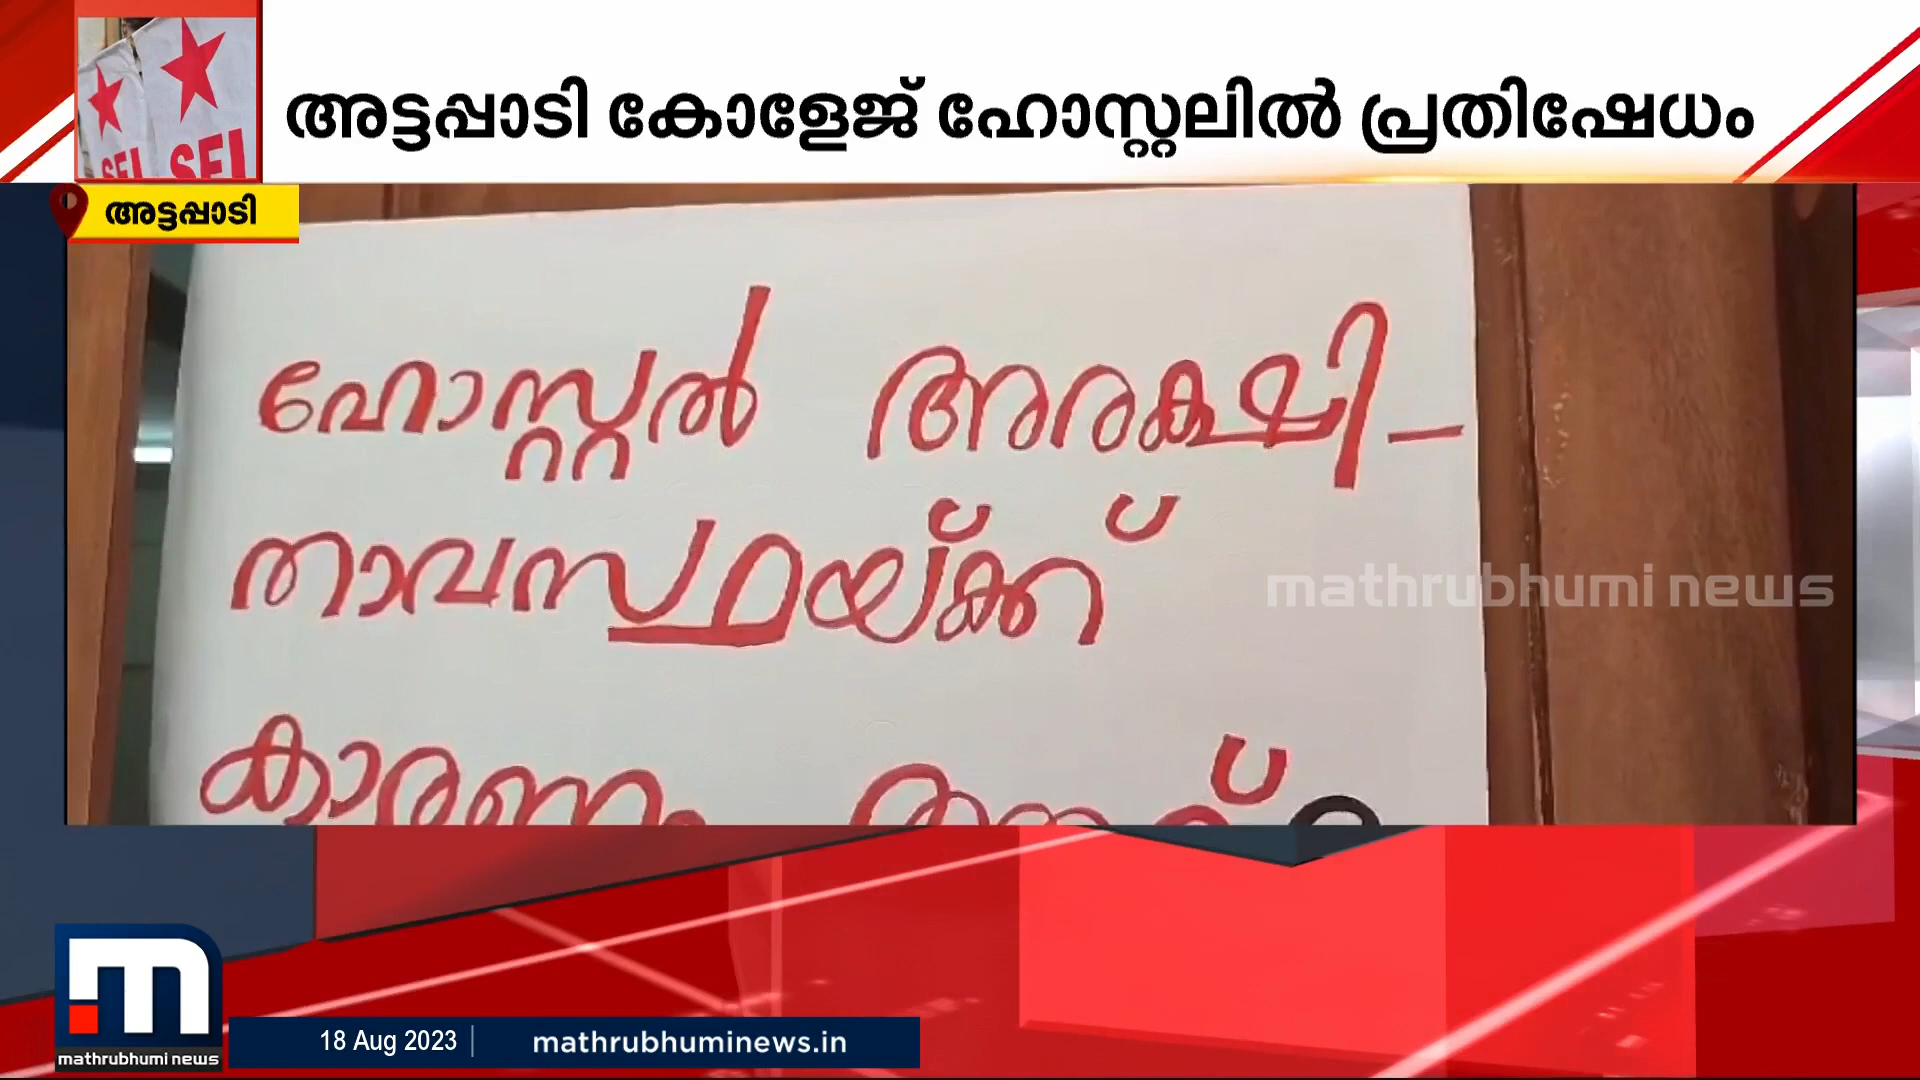 അട്ടപ്പാടി കോളേജ് ഹോസ്റ്റലിൽ പ്രതിഷേധം
SFI SFI
അട്ടപ്പാടി
ഹോസ്റ്റൽ അരക്ഷി-
താവസ്ഥയ്ക്ക്
mathrubhumi news
കാരണം
mathrubhumi news
18 Aug 2023
mathrubhuminews.in